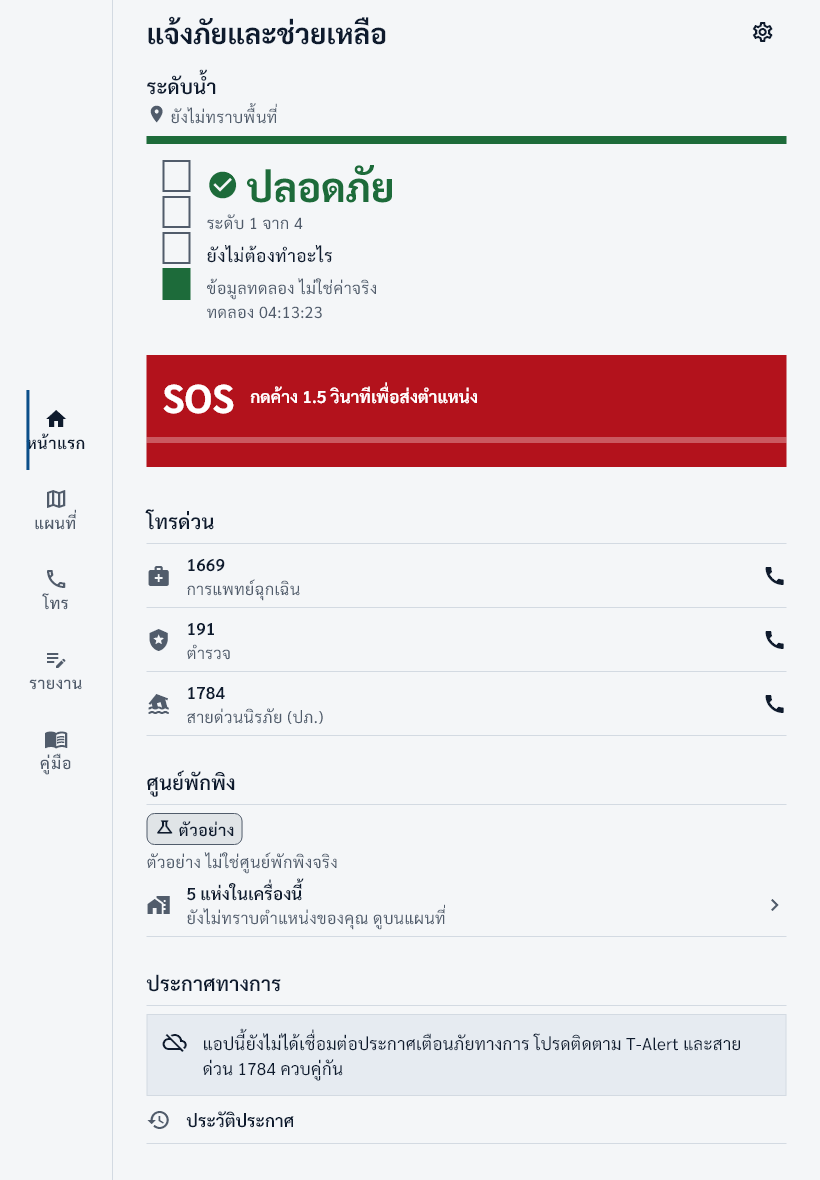 แจ้งภัยและช่วยเหลือ
ระดับน้ำ
ยังไม่ทราบพื้นที่
ปลอดภัย
ระดับ 1 จาก 4
ยังไม่ต้องทำอะไร
ข้อมูลทดลอง ไม่ใช่ค่าจริง
ทดลอง 04:13:23
SOS กดค้าง 1.5 วินาทีเพื่อส่งตำแหน่ง
หน้าแรก
แผนที่
โทร
รายงาน
คู่มือ
โทรด่วน
1669
การแพทย์ฉุกเฉิน
191
ตำรวจ
1784
สายด่วนนิรภัย (ปภ.)
ศูนย์พักพิง
ตัวอย่าง
ตัวอย่าง ไม่ใช่ศูนย์พักพิงจริง
5 แห่งในเครื่องนี้
ยังไม่ทราบตำแหน่งของคุณ ดูบนแผนที่
ประกาศทางการ
แอปนี้ยังไม่ได้เชื่อมต่อประกาศเตือนภัยทางการ โปรดติดตาม T-Alert และสาย
ด่วน 1784 ควบคู่กัน
ประวัติประกาศ